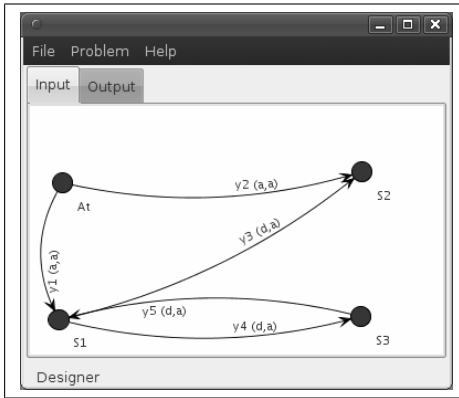 File Problem Help
Input Output
y2 (a,a)
S2
At
y3 (d,a)
y1 (a,a)
y5 (d,a)
y4 (d,a)
S1
S3
Designer